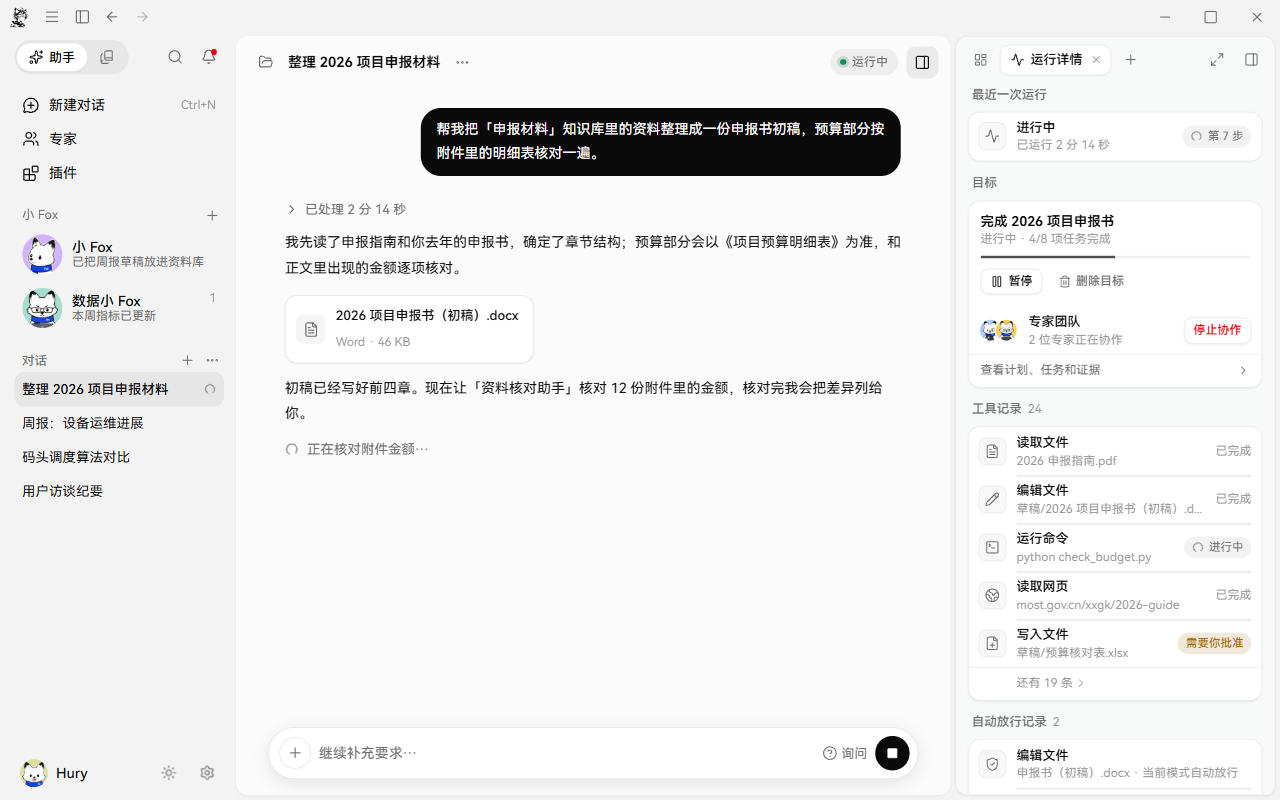 助手
新建对话 Ctrl+N
专家
插件
小 Fox
小 Fox
已把周报草稿放进资料库
数据小 Fox 1
本周指标已更新
对话
整理 2026 项目申报材料
周报：设备运维进展
码头调度算法对比
用户访谈纪要
Hury
整理 2026 项目申报材料
运行中
帮我把「申报材料」知识库里的资料整理成一份申报书初稿，预算部分按
附件里的明细表核对一遍。
已处理 2 分 14 秒
我先读了申报指南和你去年的申报书，确定了章节结构；预算部分会以《项目预算明细表》为准，和
正文里出现的金额逐项核对。
2026 项目申报书（初稿）.docx
Word · 46 KB
初稿已经写好前四章。现在让「资料核对助手」核对 12 份附件里的金额，核对完我会把差异列给
你。
正在核对附件金额…
继续补充要求…
询问
运行详情
最近一次运行
进行中
已运行 2 分 14 秒
第 7 步
目标
完成 2026 项目申报书
进行中 · 4/8 项任务完成
暂停 删除目标
专家团队
2 位专家正在协作
停止协作
查看计划、任务和证据
工具记录 24
读取文件
2026 申报指南.pdf
已完成
编辑文件
草稿/2026 项目申报书（初稿）.d...
已完成
运行命令
python check_budget.py
进行中
读取网页
most.gov.cn/xxgk/2026-guide
已完成
写入文件
草稿/预算核对表.xlsx
需要你批准
还有 19 条
自动放行记录 2
编辑文件
申报书（初稿）.docx · 当前模式自动放行